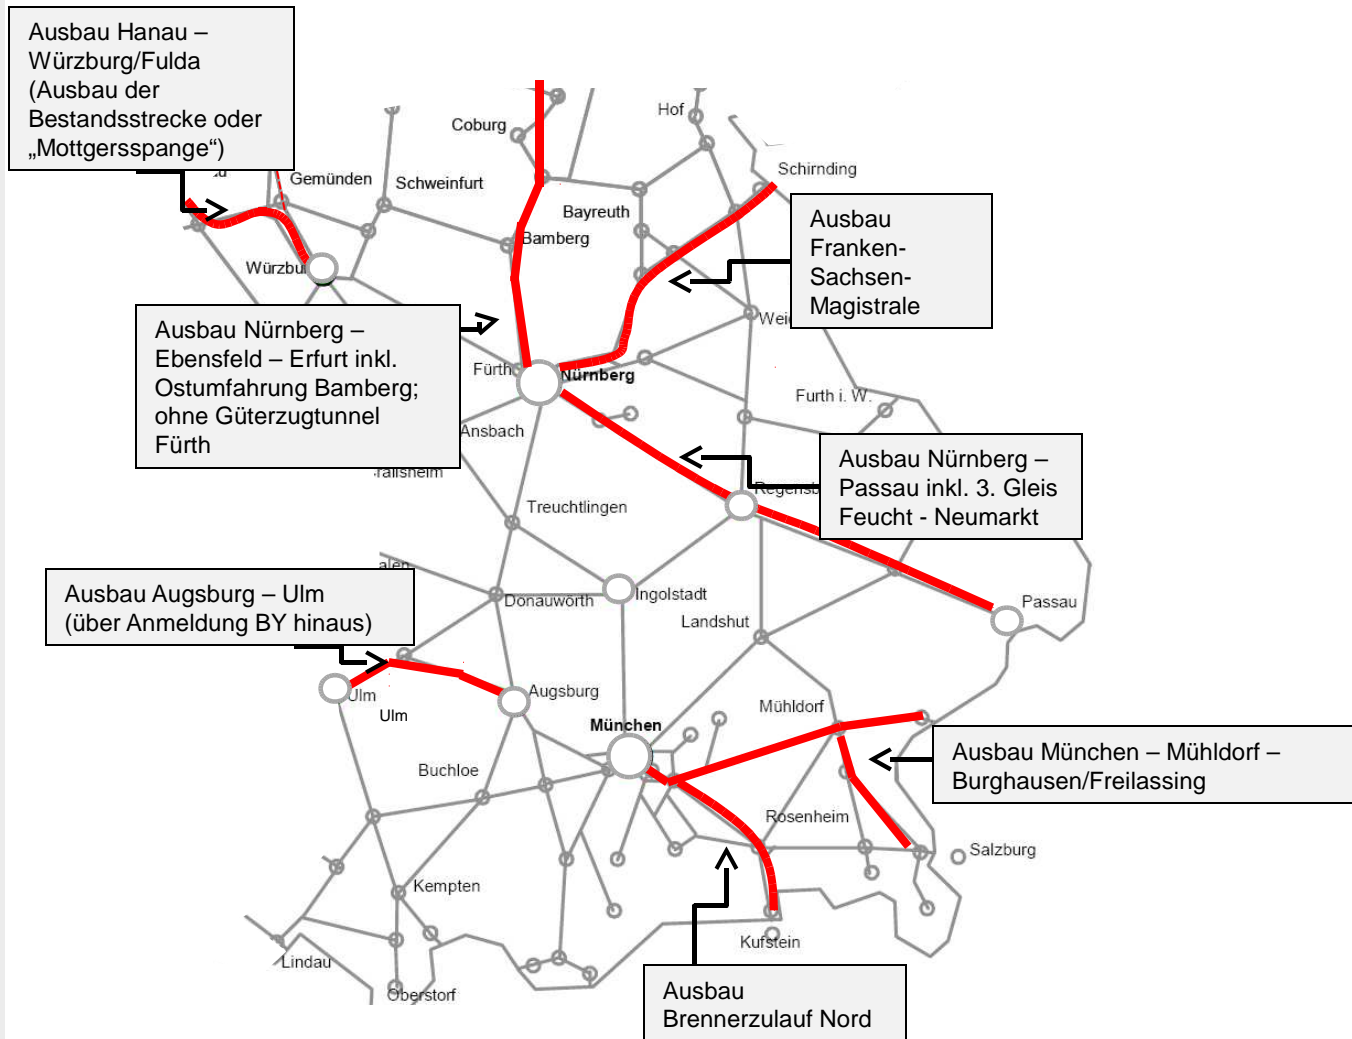 Ausbau Hanau –
Würzburg/Fulda
(Ausbau der
Bestandsstrecke oder
„Mottgersspange“)
Coburg
Hof
Gemünden
Schweinfurt
Schirnding
Bayreuth
Bamberg
Ausbau
Franken-
Sachsen-
Magistrale
Ausbau Nürnberg –
Ebensfeld – Erfurt inkl.
Ostumfahrung Bamberg;
ohne Güterzugtunnel
Fürth
Fürth
Nürnberg
Furth i. W.
Ansbach
Ausbau Nürnberg –
Passau inkl. 3. Gleis
Feucht - Neumarkt
Treuchtlingen
Ausbau Augsburg – Ulm
(über Anmeldung BY hinaus)
Donauwörth
Ingolstadt
Landshut
Passau
Ulm
Ulm
Augsburg
München
Mühldorf
Ausbau München – Mühldorf –
Burghausen/Freilassing
Buchloe
Rosenheim
Salzburg
Kempten
Kufstein
Lindau
Oberstorf
Ausbau
Brennerzulauf Nord